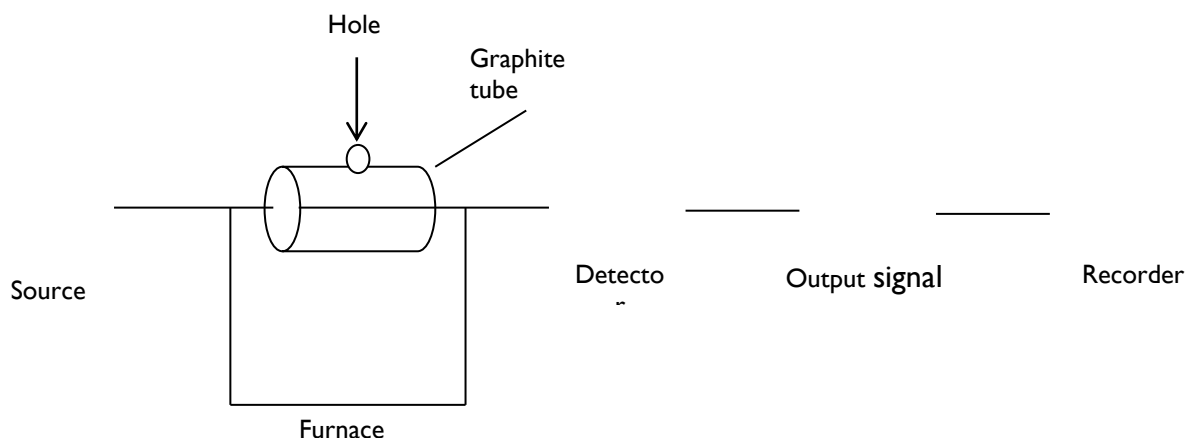 Hole
Graphite
tube
Source
Detecto
r
Output signal
Recorder
Furnace